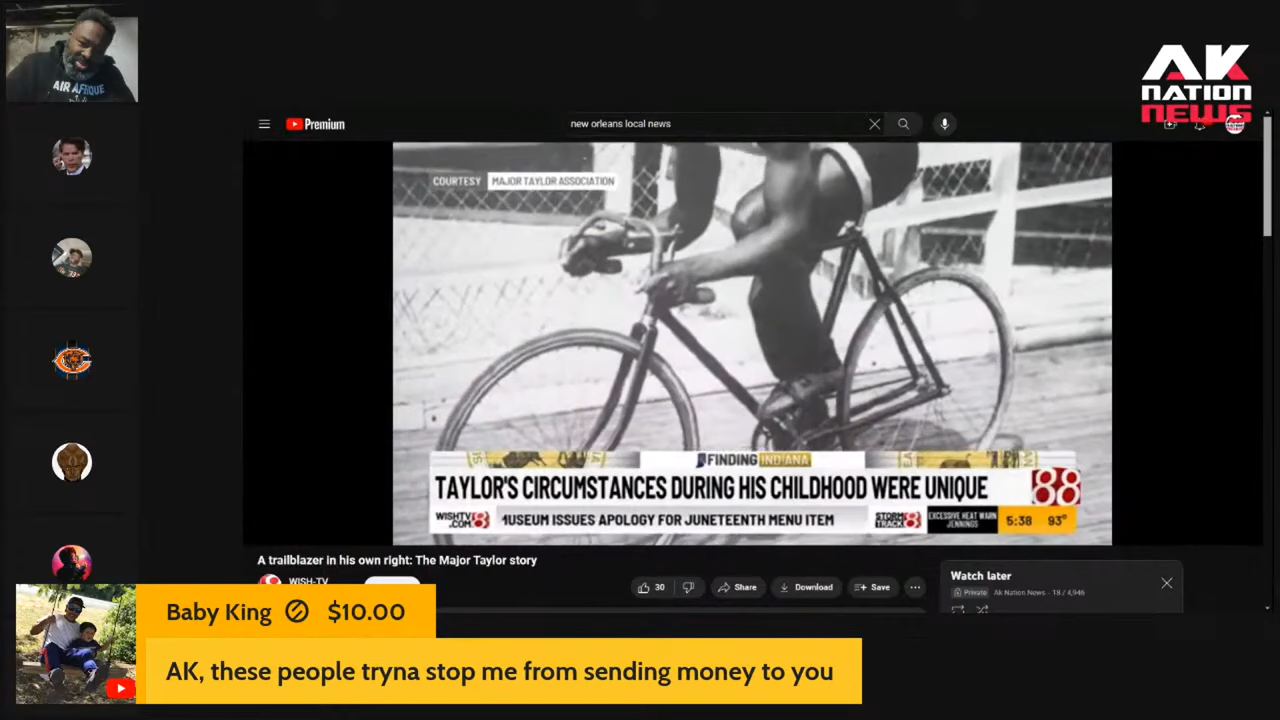 AIR AFRIQUE
AK
NATION
NEWS
Premium
new orleans local news
COURTESY MAJOR TAYLOR ASSOCIATION
FINDING INDIANA
TAYLOR'S CIRCUMSTANCES DURING HIS CHILDHOOD WERE UNIQUE
88
WISHTV
.COM 8
MUSEUM ISSUES APOLOGY FOR JUNETEENTH MENU ITEM
STORM
TRACK 8
EXCESSIVE HEAT WARN
JENNINGS
5:38 93°
A trailblazer in his own right: The Major Taylor story
WISH-TV
30
Share
Download
Save
Watch later
Private Ak Nation News - 18 / 4,946
Baby King $10.00
AK, these people tryna stop me from sending money to you